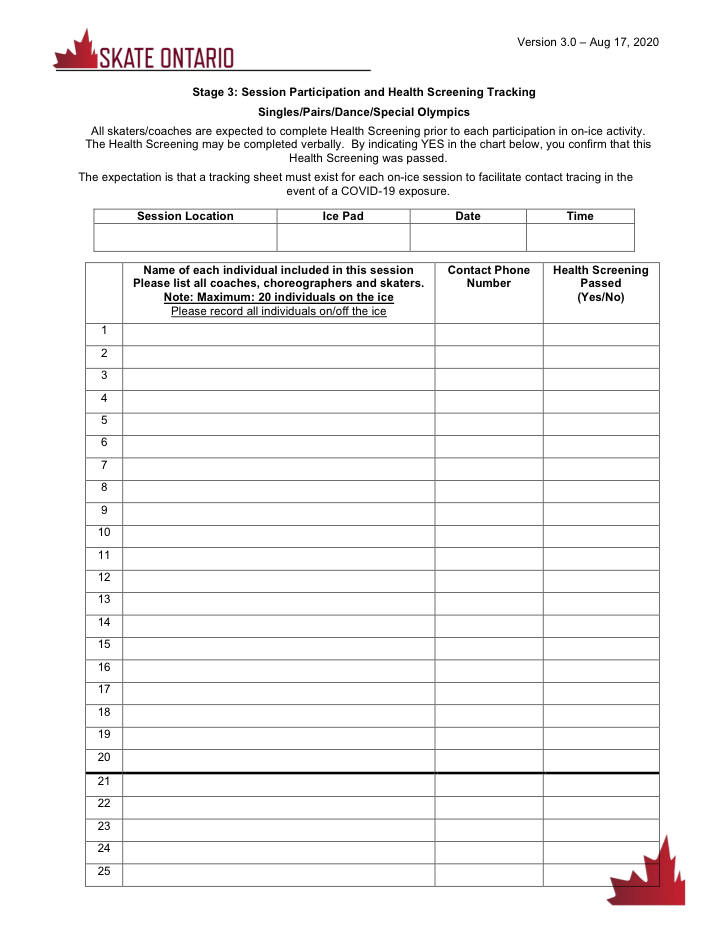 SKATE ONTARIO
Version 3.0 – Aug 17, 2020
Stage 3: Session Participation and Health Screening Tracking
Singles/Pairs/Dance/Special Olympics
All skaters/coaches are expected to complete Health Screening prior to each participation in on-ice activity.
The Health Screening may be completed verbally.  By indicating YES in the chart below, you confirm that this
Health Screening was passed.
The expectation is that a tracking sheet must exist for each on-ice session to facilitate contact tracing in the
event of a COVID-19 exposure.
Session Location Ice Pad Date Time
Name of each individual included in this session Contact Phone Health Screening
Please list all coaches, choreographers and skaters. Number Passed
Note: Maximum: 20 individuals on the ice (Yes/No)
Please record all individuals on/off the ice
1
2
3
4
5
6
7
8
9
10
11
12
13
14
15
16
17
18
19
20
21
22
23
24
25